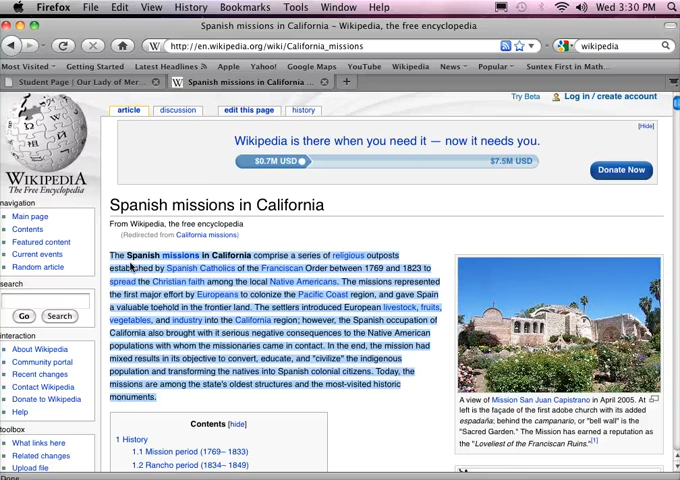 Firefox File Edit View History Bookmarks Tools Window Help Wed 3:30 PM
Spanish missions in California – Wikipedia, the free encyclopedia
http://en.wikipedia.org/wiki/California_missions
wikipedia
Most Visited Getting Started Latest Headlines Apple Yahoo! Google Maps YouTube Wikipedia News Popular Suntex First in Math...
Student Page | Our Lady of Mer...
Spanish missions in California ...
Try Beta Log in / create account
article discussion edit this page history
[Hide]
Wikipedia is there when you need it — now it needs you.
$0.7M USD
$7.5M USD
Donate Now
WIKIPEDIA
The Free Encyclopedia
navigation
Main page
Contents
Featured content
Current events
Random article
search
Go Search
interaction
About Wikipedia
Community portal
Recent changes
Contact Wikipedia
Donate to Wikipedia
Help
toolbox
What links here
Related changes
Upload file
Spanish missions in California
From Wikipedia, the free encyclopedia
(Redirected from California missions)
The Spanish missions in California comprise a series of religious outposts
established by Spanish Catholics of the Franciscan Order between 1769 and 1823 to
spread the Christian faith among the local Native Americans. The missions represented
the first major effort by Europeans to colonize the Pacific Coast region, and gave Spain
a valuable toehold in the frontier land. The settlers introduced European livestock, fruits,
vegetables, and industry into the California region; however, the Spanish occupation of
California also brought with it serious negative consequences to the Native American
populations with whom the missionaries came in contact. In the end, the mission had
mixed results in its objective to convert, educate, and "civilize" the indigenous
population and transforming the natives into Spanish colonial citizens. Today, the
missions are among the state's oldest structures and the most-visited historic
monuments.
A view of Mission San Juan Capistrano in April 2005. At
left is the façade of the first adobe church with its added
espadaña; behind the campanario, or "bell wall" is the
"Sacred Garden." The Mission has earned a reputation as
the "Loveliest of the Franciscan Ruins."[1]
Contents [hide]
1 History
1.1 Mission period (1769– 1833)
1.2 Rancho period (1834– 1849)
Done